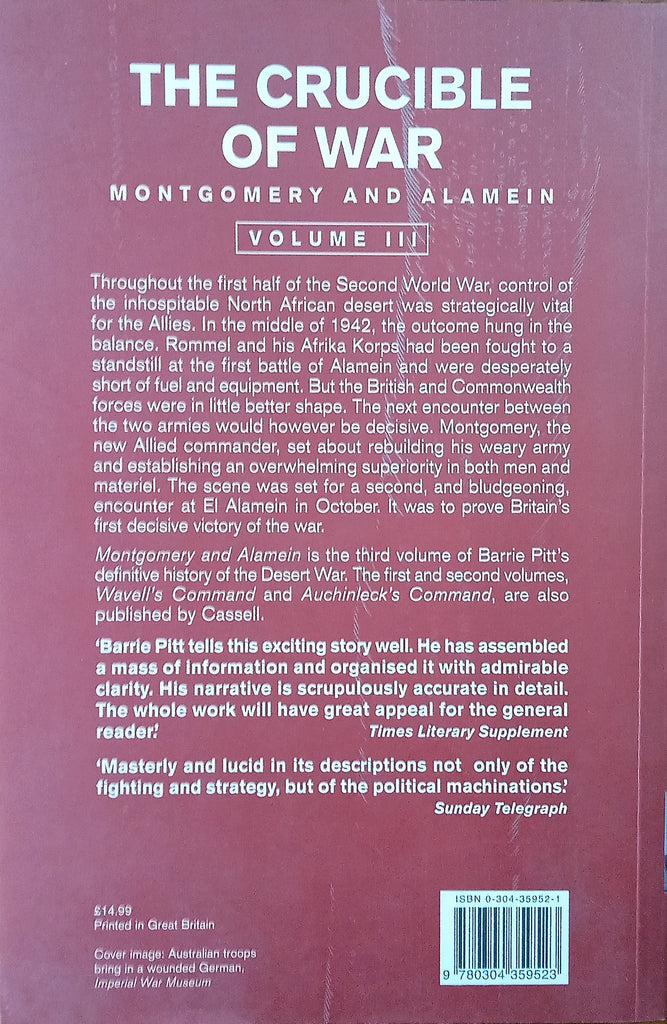 THE CRUCIBLE
OF WAR
MONTGOMERY AND ALAMEIN
VOLUME III
Throughout the first half of the Second World War, control of
the inhospitable North African desert was strategically vital
for the Allies. In the middle of 1942, the outcome hung in the
balance. Rommel and his Afrika Korps had been fought to a
standstill at the first battle of Alamein and were desperately
short of fuel and equipment. But the British and Commonwealth
forces were in little better shape. The next encounter between
the two armies would however be decisive. Montgomery, the
new Allied commander, set about rebuilding his weary army
and establishing an overwhelming superiority in both men and
materiel. The scene was set for a second, and bludgeoning,
encounter at El Alamein in October. It was to prove Britain's
first decisive victory of the war.
Montgomery and Alamein is the third volume of Barrie Pitt's
definitive history of the Desert War. The first and second volumes,
Wavell's Command and Auchinleck's Command, are also
published by Cassell.
'Barrie Pitt tells this exciting story well. He has assembled
a mass of information and organised it with admirable
clarity. His narrative is scrupulously accurate in detail.
The whole work will have great appeal for the general
reader.' Times Literary Supplement
'Masterly and lucid in its descriptions not only of the
fighting and strategy, but of the political machinations.'
Sunday Telegraph
£14.99
Printed in Great Britain
Cover image: Australian troops
bring in a wounded German,
Imperial War Museum
ISBN 0-304-35952-1
9 780304 359523